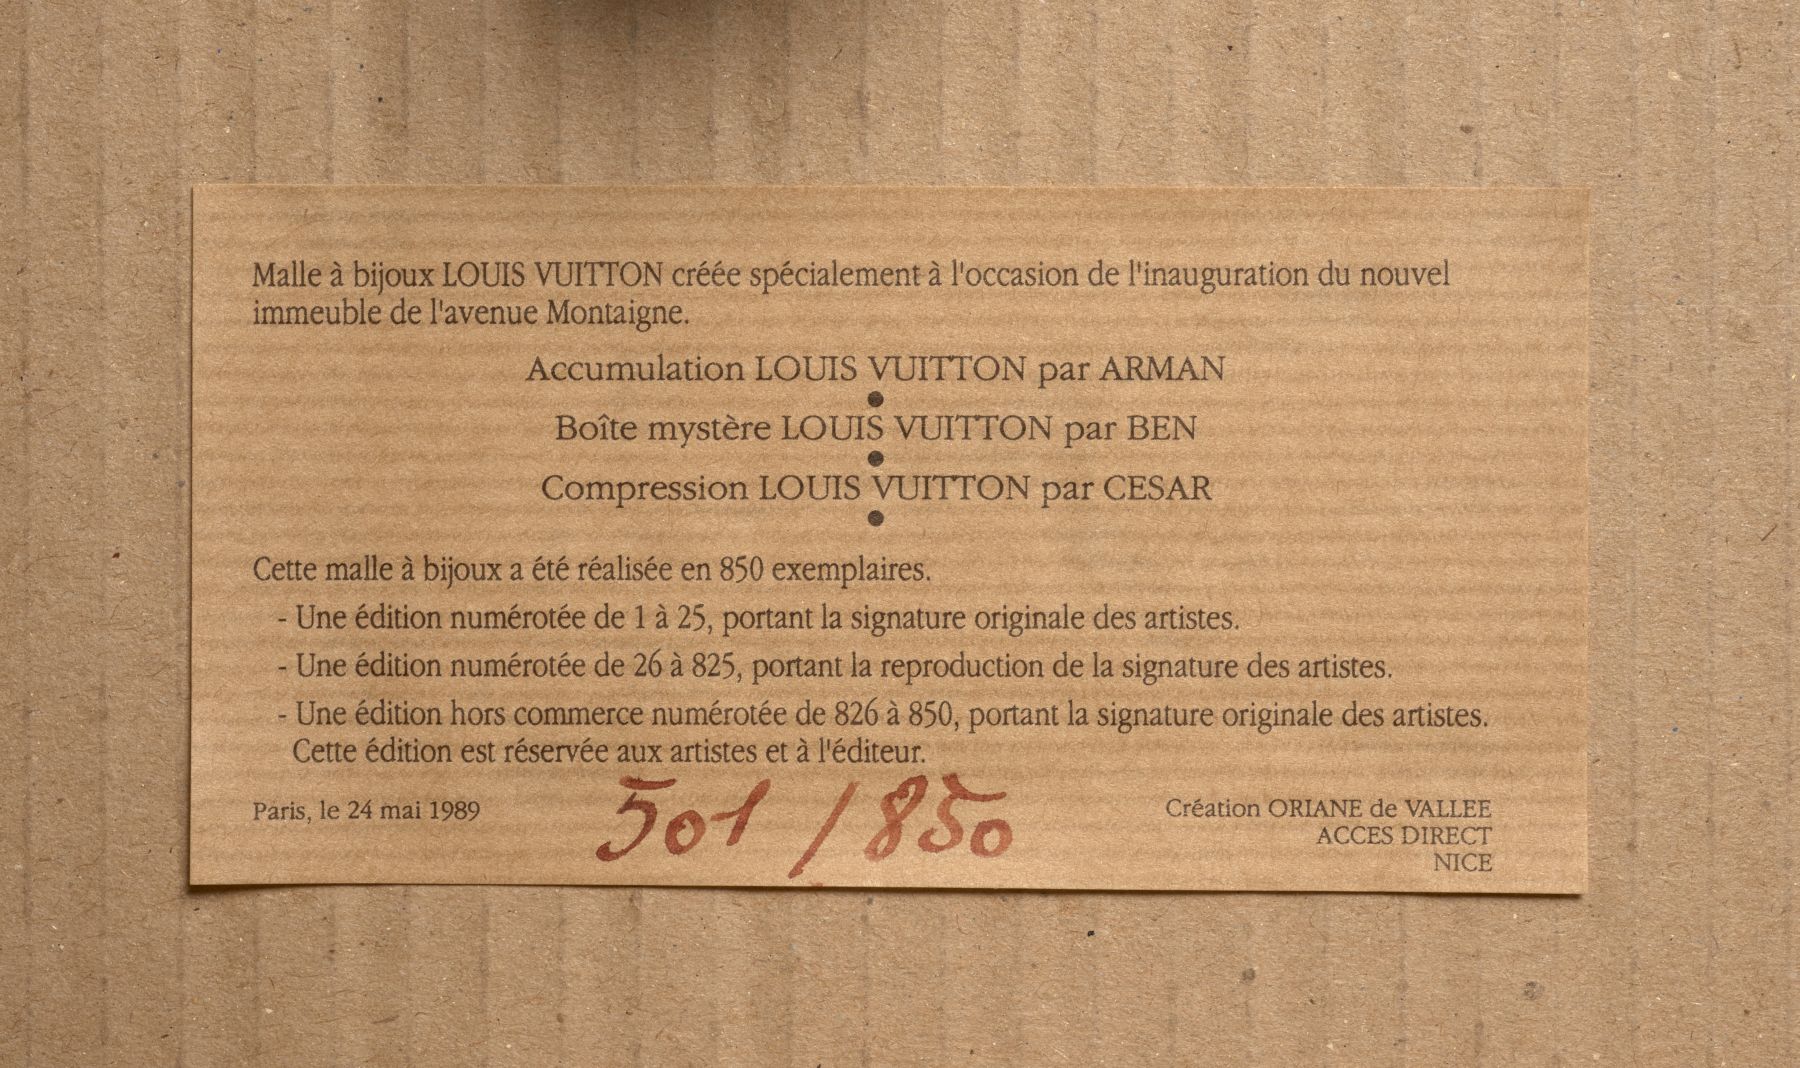 Malle à bijoux LOUIS VUITTON créée spécialement à l'occasion de l'inauguration du nouvel
immeuble de l'avenue Montaigne.
Accumulation LOUIS VUITTON par ARMAN
●
Boîte mystère LOUIS VUITTON par BEN
●
Compression LOUIS VUITTON par CESAR
●
Cette malle à bijoux a été réalisée en 850 exemplaires.
- Une édition numérotée de 1 à 25, portant la signature originale des artistes.
- Une édition numérotée de 26 à 825, portant la reproduction de la signature des artistes.
- Une édition hors commerce numérotée de 826 à 850, portant la signature originale des artistes.
Cette édition est réservée aux artistes et à l'éditeur.
Paris, le 24 mai 1989
501 / 850
Création ORIANE de VALLEE
ACCES DIRECT
NICE